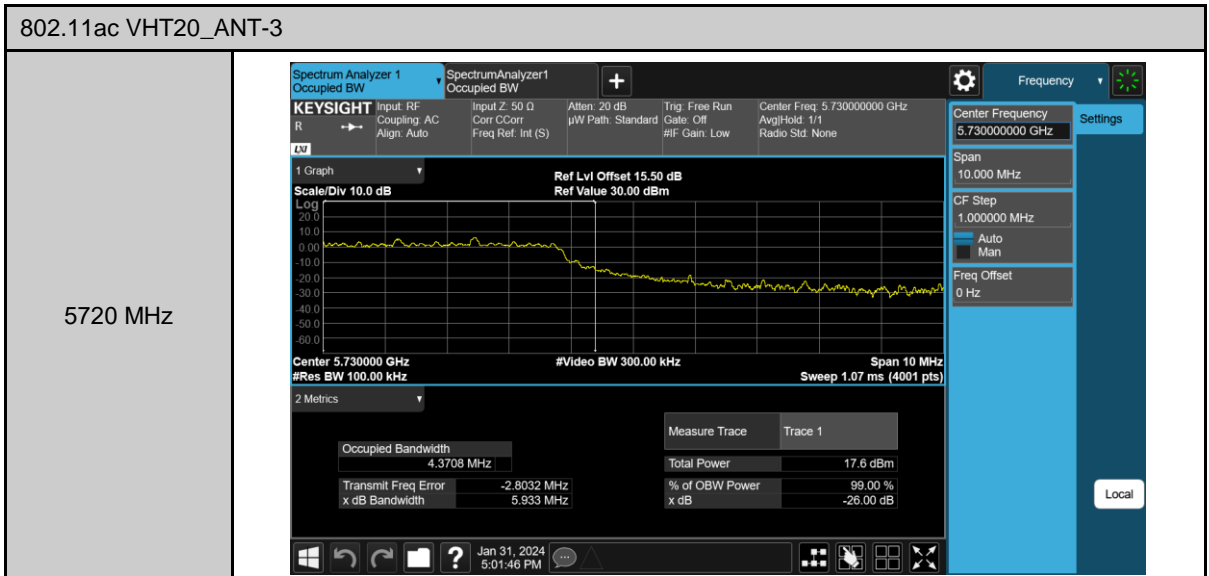 802.11ac VHT20_ANT-3
5720 MHz
Spectrum Analyzer 1
Occupied BW
SpectrumAnalyzer1
Occupied BW
+
Frequency
KEYSIGHT
R
LXI
Input: RF
Coupling: AC
Align: Auto
Input Z: 50 Ω
Corr CCorr
Freq Ref: Int (S)
Atten: 20 dB
µW Path: Standard
Trig: Free Run
Gate: Off
#IF Gain: Low
Center Freq: 5.730000000 GHz
Avg|Hold: 1/1
Radio Std: None
Center Frequency
5.730000000 GHz
Settings
Span
10.000 MHz
CF Step
1.000000 MHz
Auto
Man
Freq Offset
0 Hz
Local
1 Graph
Scale/Div 10.0 dB
Ref Lvl Offset 15.50 dB
Ref Value 30.00 dBm
Log
20.0
10.0
0.00
-10.0
-20.0
-30.0
-40.0
-50.0
-60.0
Center 5.730000 GHz
#Res BW 100.00 kHz
#Video BW 300.00 kHz
Span 10 MHz
Sweep 1.07 ms (4001 pts)
2 Metrics
Measure Trace Trace 1
Occupied Bandwidth
4.3708 MHz
Total Power 17.6 dBm
Transmit Freq Error -2.8032 MHz
% of OBW Power 99.00 %
x dB Bandwidth 5.933 MHz
x dB -26.00 dB
?
Jan 31, 2024
5:01:46 PM